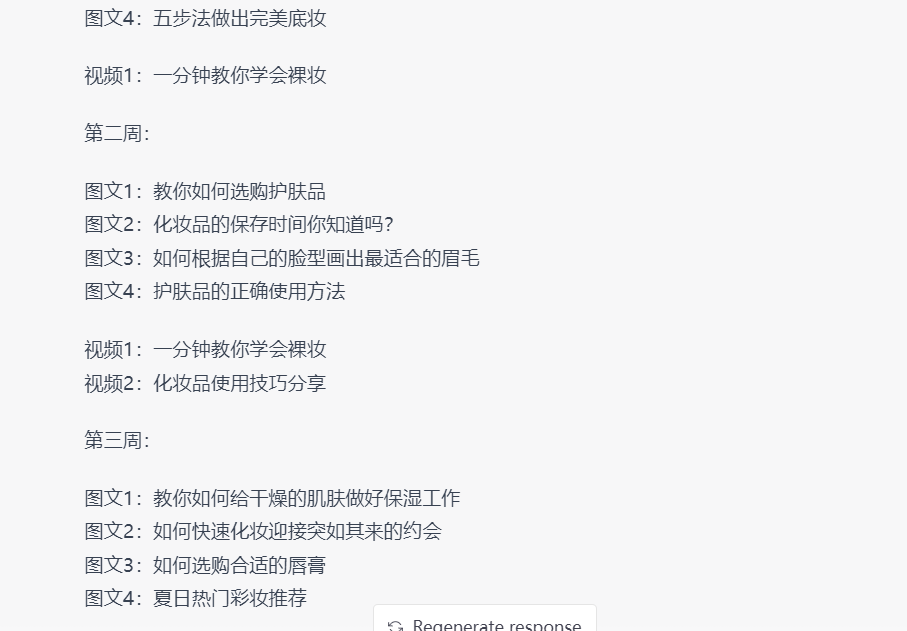 图文4：五步法做出完美底妆
视频1：一分钟教你学会裸妆
第二周：
图文1：教你如何选购护肤品
图文2：化妆品的保存时间你知道吗？
图文3：如何根据自己的脸型画出最适合的眉毛
图文4：护肤品的正确使用方法
视频1：一分钟教你学会裸妆
视频2：化妆品使用技巧分享
第三周：
图文1：教你如何给干燥的肌肤做好保湿工作
图文2：如何快速化妆迎接突如其来的约会
图文3：如何选购合适的唇膏
图文4：夏日热门彩妆推荐
Regenerate response